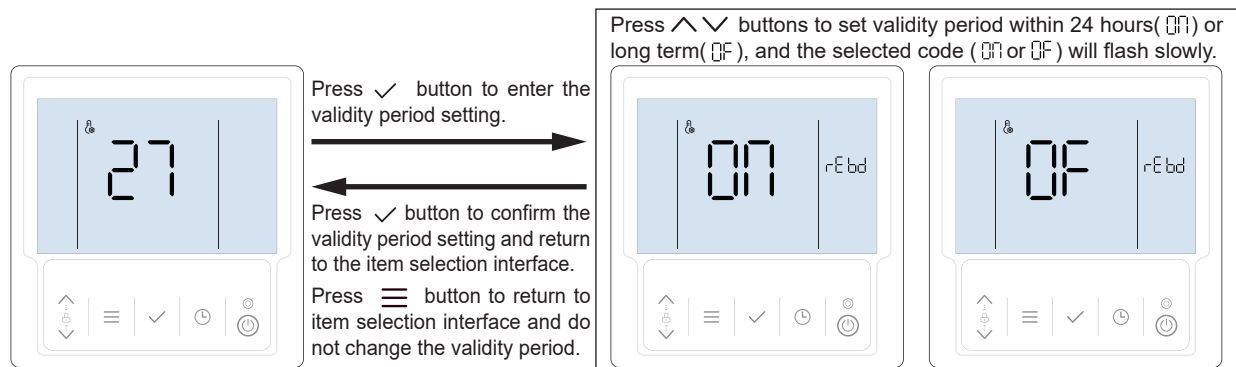 Press ∧ ∨ buttons to set validity period within 24 hours( ON ) or
long term( OF ), and the selected code ( ON or OF ) will flash slowly.
Press ✓ button to enter the
validity period setting.
Press ✓ button to confirm the
validity period setting and return
to the item selection interface.
Press ☰ button to return to
item selection interface and do
not change the validity period.
27
ON
rEbd
OF
rEbd